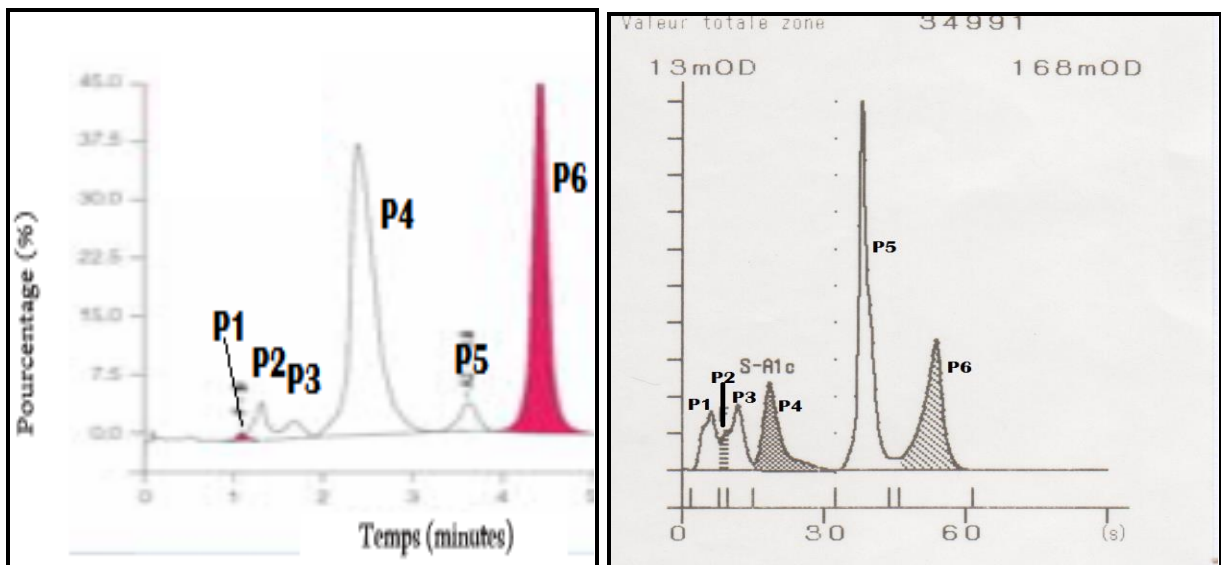 45.0
37.5
30.0
22.5
15.0
7.5
0.0
Pourcentage (%)
P1
P2
P3
P4
P5
P6
0
1
2
3
4
5
Temps (minutes)
Valeur totale zone 34991
13mOD 168mOD
S-A1c
P1
P2
P3
P4
P5
P6
0 30 60 (s)